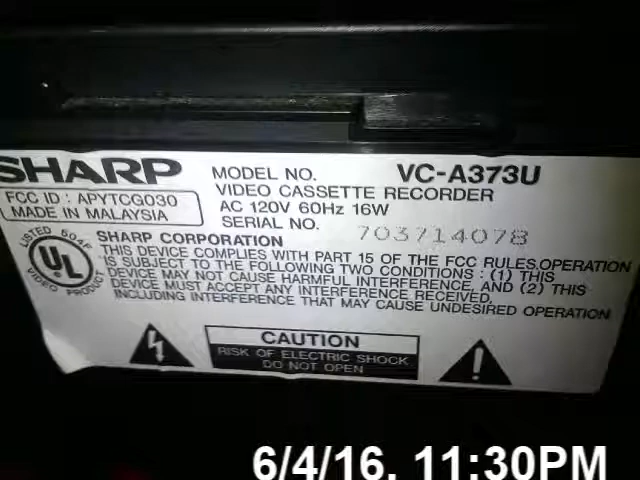 SHARP
MODEL NO. VC-A373U
VIDEO CASSETTE RECORDER
FCC ID : APYTCG030
MADE IN MALAYSIA
AC 120V 60Hz 16W
SERIAL NO. 703714078
LISTED 504F
UL
VIDEO PRODUCT
SHARP CORPORATION
THIS DEVICE COMPLIES WITH PART 15 OF THE FCC RULES.OPERATION
IS SUBJECT TO THE FOLLOWING TWO CONDITIONS : (1) THIS
DEVICE MAY NOT CAUSE HARMFUL INTERFERENCE, AND (2) THIS
DEVICE MUST ACCEPT ANY INTERFERENCE RECEIVED,
INCLUDING INTERFERENCE THAT MAY CAUSE UNDESIRED OPERATION.
CAUTION
RISK OF ELECTRIC SHOCK
DO NOT OPEN
6/4/16, 11:30PM